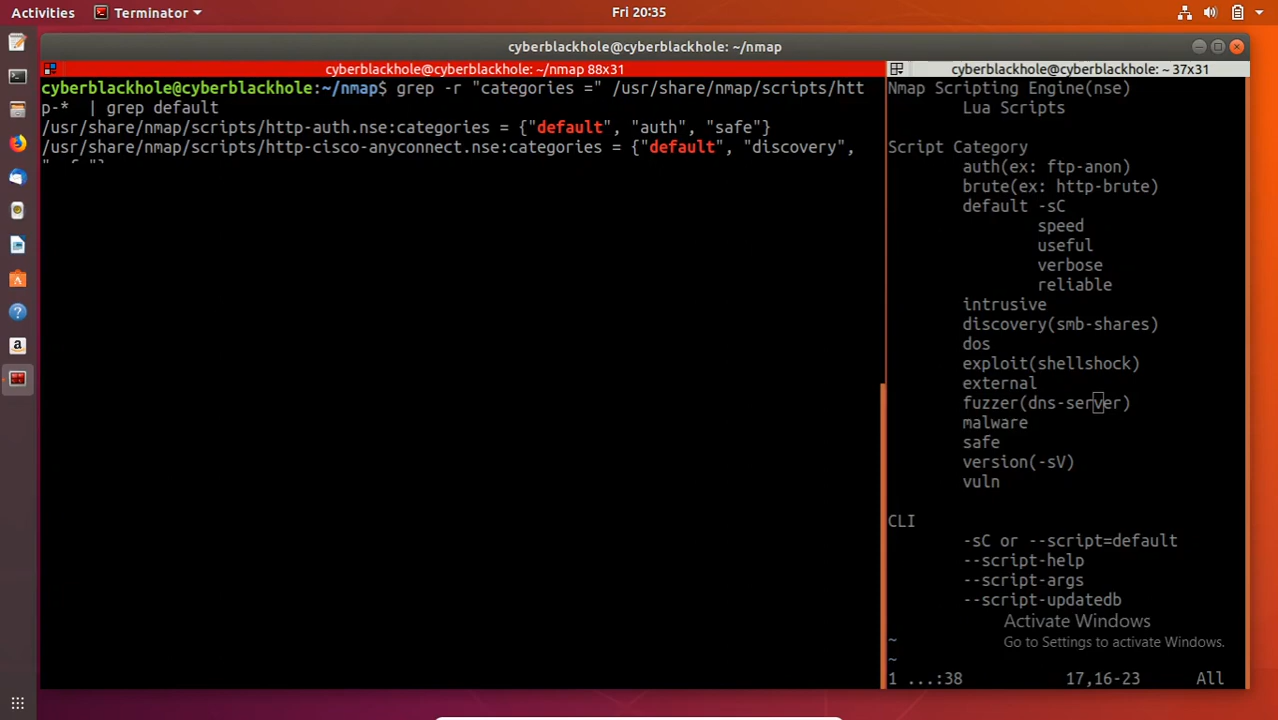 Activities
Terminator
Fri 20:35
cyberblackhole@cyberblackhole: ~/nmap
cyberblackhole@cyberblackhole: ~/nmap 88x31
cyberblackhole@cyberblackhole:~/nmap$ grep -r "categories =" /usr/share/nmap/scripts/htt
p-*  | grep default
/usr/share/nmap/scripts/http-auth.nse:categories = {"default", "auth", "safe"}
/usr/share/nmap/scripts/http-cisco-anyconnect.nse:categories = {"default", "discovery",
cyberblackhole@cyberblackhole: ~ 37x31
Nmap Scripting Engine(nse)
Lua Scripts
Script Category
auth(ex: ftp-anon)
brute(ex: http-brute)
default -sC
speed
useful
verbose
reliable
intrusive
discovery(smb-shares)
dos
exploit(shellshock)
external
fuzzer(dns-server)
malware
safe
version(-sV)
vuln
CLI
-sC or --script=default
--script-help
--script-args
--script-updatedb
Activate Windows
~
Go to Settings to activate Windows.
~
1 ...:38 17,16-23 All